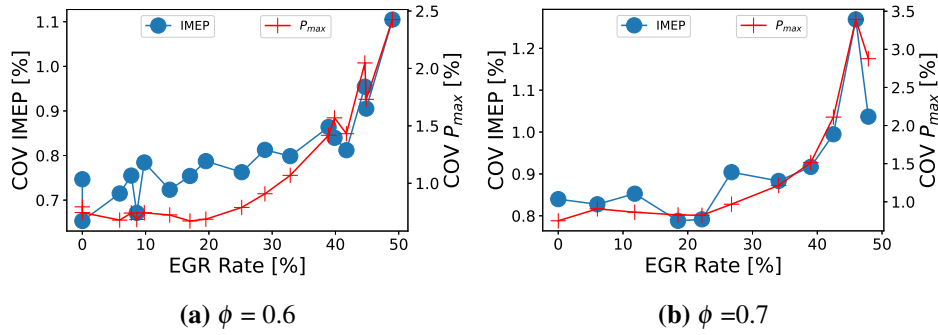 IMEP
P_max
COV IMEP [%]
1.1
1.0
0.9
0.8
0.7
2.5
2.0
1.5
1.0
COV P_max [%]
0 10 20 30 40 50
EGR Rate [%]
(a) ϕ = 0.6
IMEP
P_max
COV IMEP [%]
1.2
1.1
1.0
0.9
0.8
3.5
3.0
2.5
2.0
1.5
1.0
COV P_max [%]
0 10 20 30 40 50
EGR Rate [%]
(b) ϕ =0.7